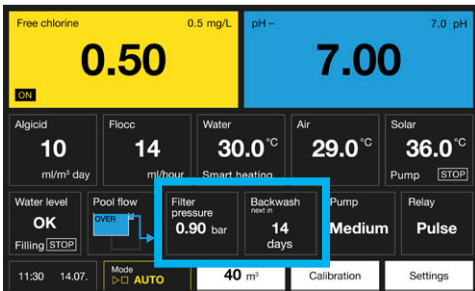 Free chlorine 0.5 mg/L
0.50
ON
pH – 7.0 pH
7.00
Algicid
10
ml/m³ day
Flocc
14
ml/hour
Water
30.0 °C
Smart heating
Air
29.0 °C
Solar
36.0 °C
Pump STOP
Water level
OK
Filling STOP
Pool flow
OVER
Filter
pressure
0.90 bar
Backwash
next in
14
days
Pump
Medium
Relay
Pulse
11:30 14.07.
Mode
AUTO
40 m³
Calibration
Settings